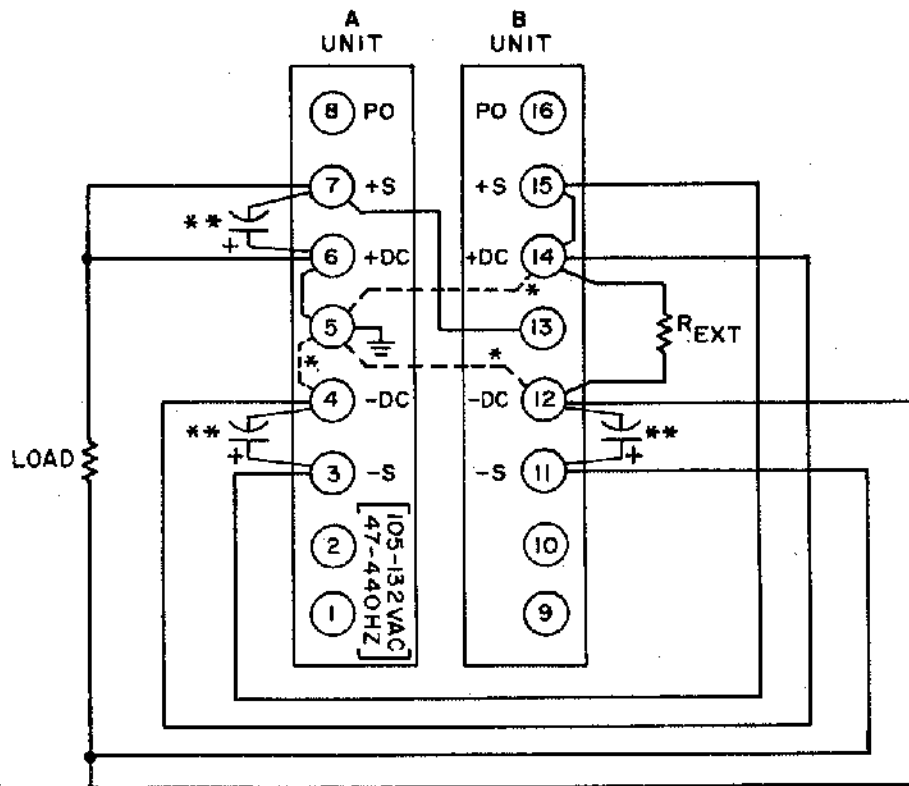 A
UNIT
B
UNIT
8 PO
PO 16
7 +S
+S 15
**
+
6 +DC
+DC 14
*
5
13
REXT
*
*
4 -DC
-DC 12
**
+
**
+
LOAD
3 -S
-S 11
2
10
1
9
[105-132VAC
47-440HZ]